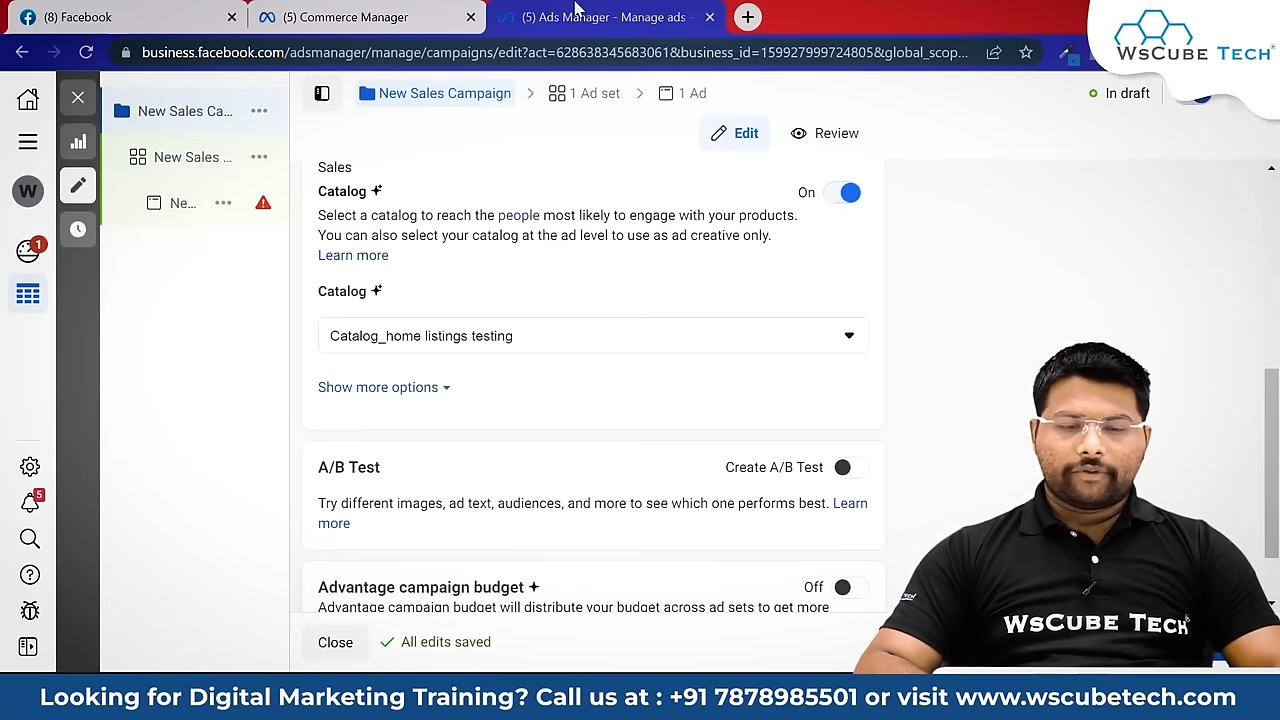 (8) Facebook
(5) Commerce Manager
(5) Ads Manager - Manage ads -
business.facebook.com/adsmanager/manage/campaigns/edit?act=628638345683061&business_id=159927999724805&global_scop...
WsCube Tech
New Sales Ca...
New Sales ...
Ne...
W
1
5
New Sales Campaign
1 Ad set
1 Ad
In draft
Edit
Review
Sales
Catalog
On
Select a catalog to reach the people most likely to engage with your products.
You can also select your catalog at the ad level to use as ad creative only.
Learn more
Catalog
Catalog_home listings testing
Show more options
A/B Test
Create A/B Test
Try different images, ad text, audiences, and more to see which one performs best. Learn
more
Advantage campaign budget
Off
Advantage campaign budget will distribute your budget across ad sets to get more
Close
All edits saved
WsCube Tech
Looking for Digital Marketing Training? Call us at : +91 7878985501 or visit www.wscubetech.com